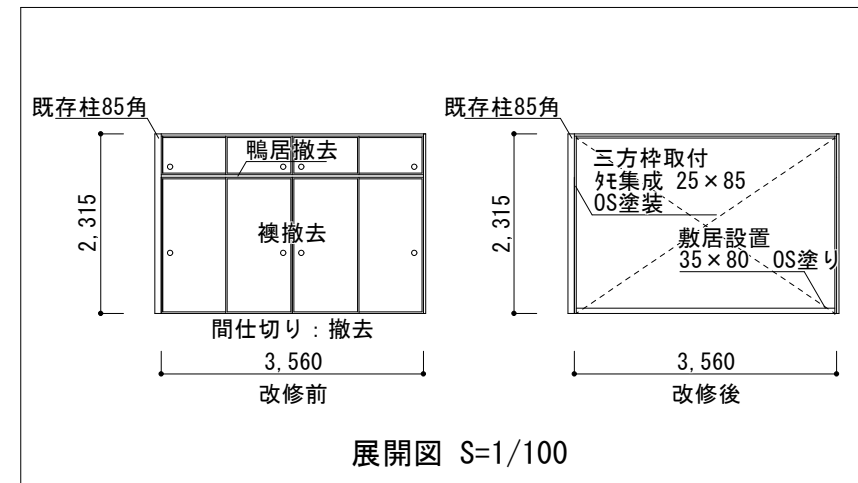 既存柱85角
鴨居撤去
襖撤去
2,315
間仕切り：撤去
3,560
改修前
既存柱85角
三方枠取付
ﾀﾓ集成 25×85
OS塗装
敷居設置
35×80 OS塗り
2,315
3,560
改修後
展開図 S=1/100